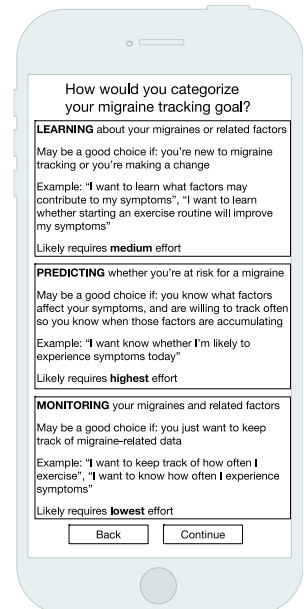 How would you categorize
your migraine tracking goal?
LEARNING about your migraines or related factors
May be a good choice if: you're new to migraine
tracking or you're making a change
Example: “I want to learn what factors may
contribute to my symptoms”, “I want to learn
whether starting an exercise routine will improve
my symptoms”
Likely requires medium effort
PREDICTING whether you're at risk for a migraine
May be a good choice if: you know what factors
affect your symptoms, and are willing to track often
so you know when those factors are accumulating
Example: “I want know whether I'm likely to
experience symptoms today”
Likely requires highest effort
MONITORING your migraines and related factors
May be a good choice if: you just want to keep
track of migraine–related data
Example: “I want to keep track of how often I
exercise”, “I want to know how often I experience
symptoms”
Likely requires lowest effort
Back Continue